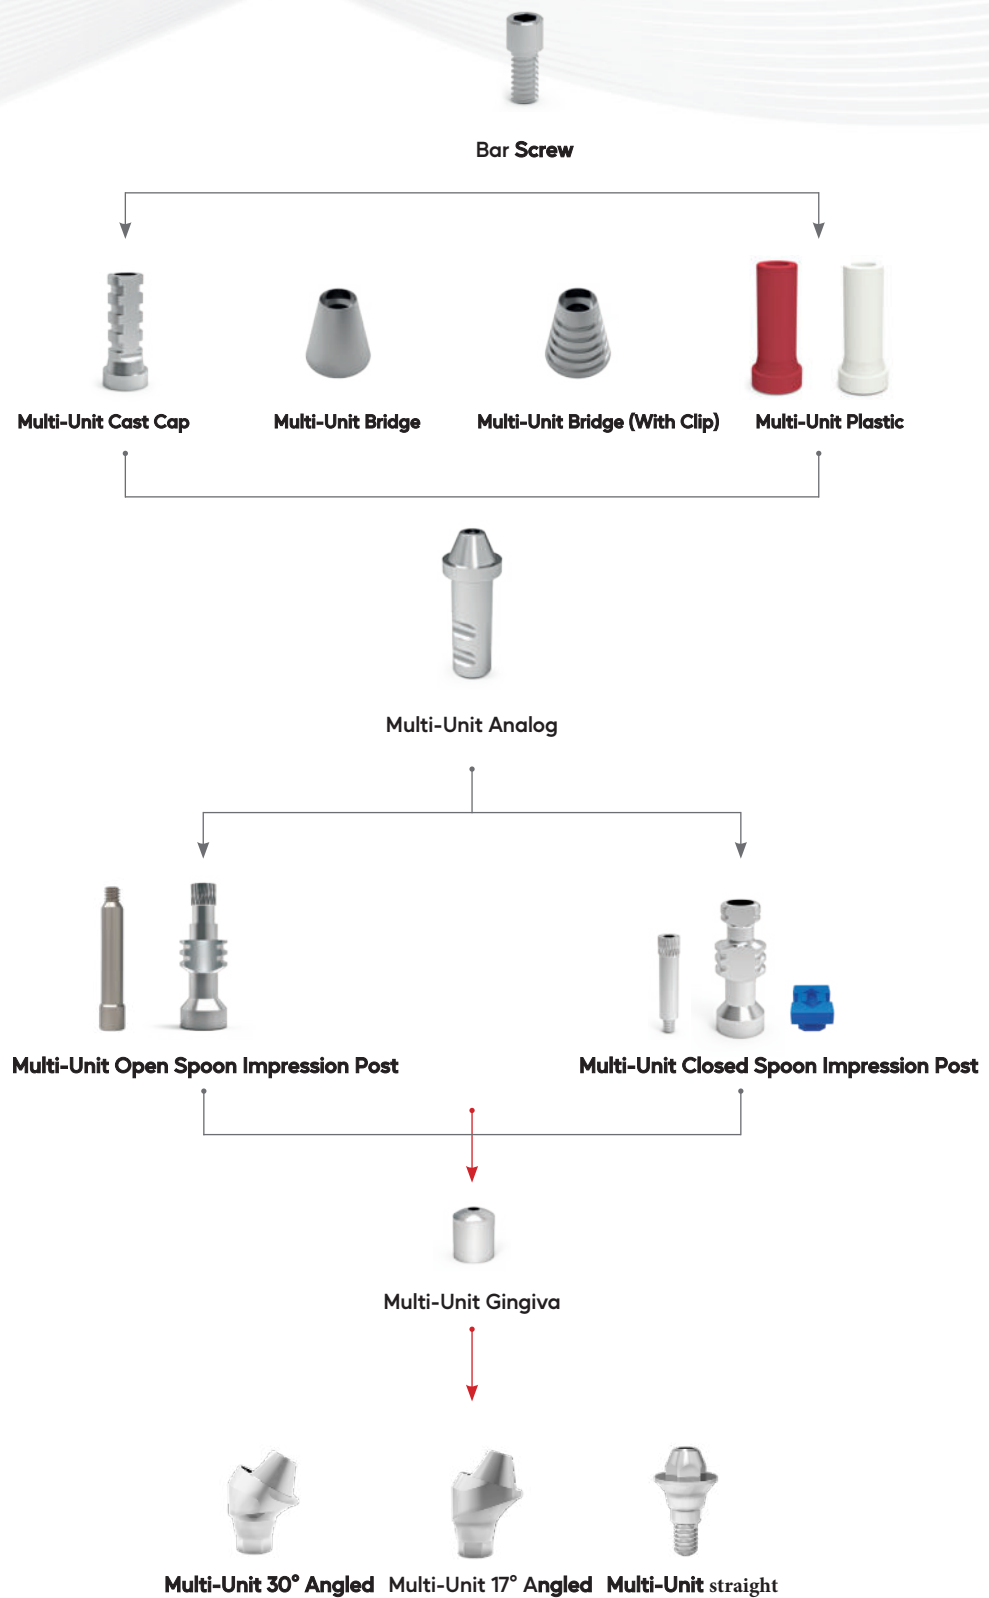 Bar Screw
Multi-Unit Cast Cap
Multi-Unit Bridge
Multi-Unit Bridge (With Clip)
Multi-Unit Plastic
Multi-Unit Analog
Multi-Unit Open Spoon Impression Post
Multi-Unit Closed Spoon Impression Post
Multi-Unit Gingiva
Multi-Unit 30° Angled
Multi-Unit 17° Angled
Multi-Unit straight